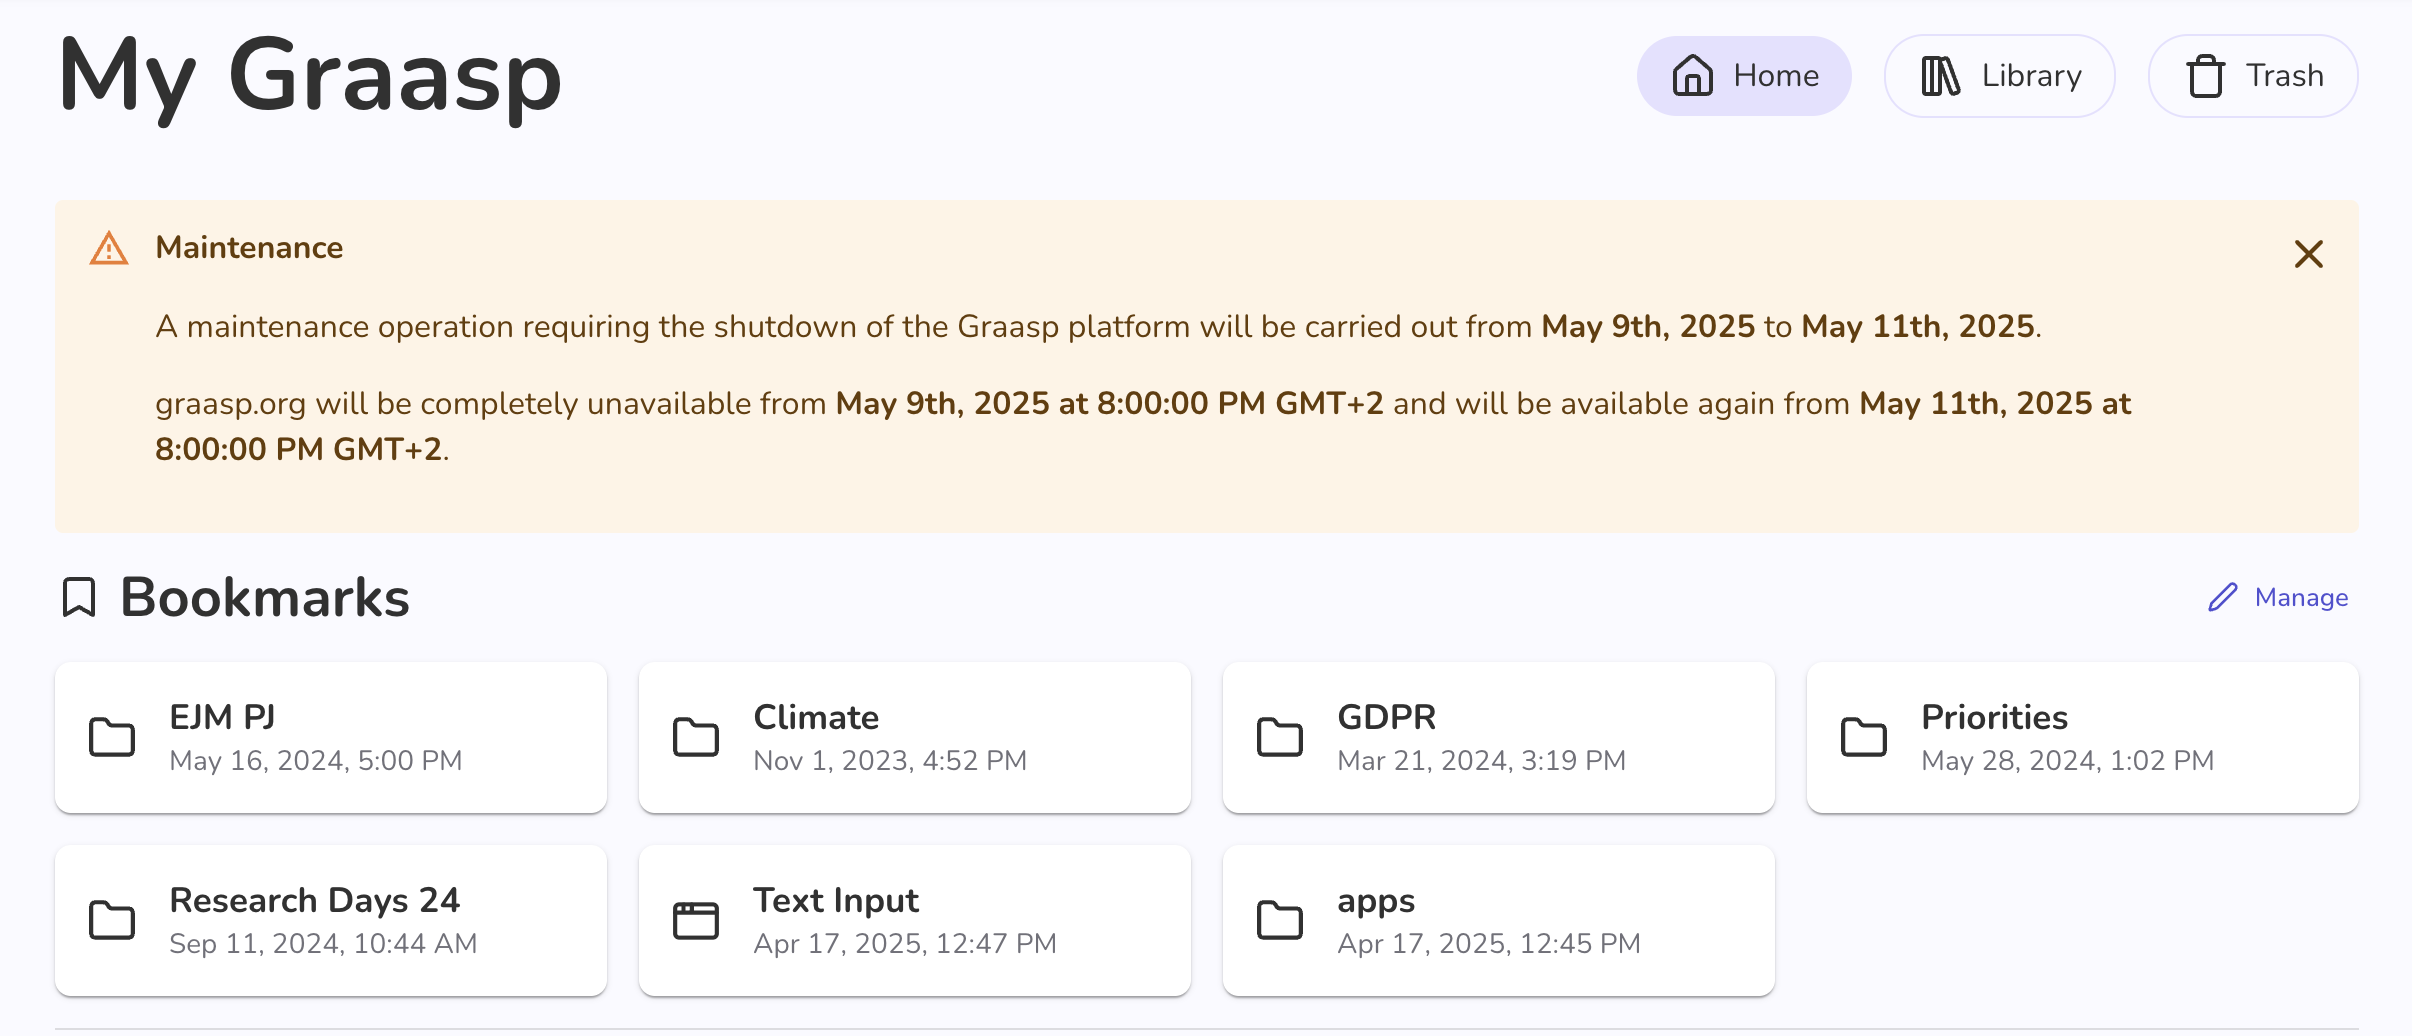 My Graasp
Home
Library
Trash
Maintenance
A maintenance operation requiring the shutdown of the Graasp platform will be carried out from May 9th, 2025 to May 11th, 2025.
graasp.org will be completely unavailable from May 9th, 2025 at 8:00:00 PM GMT+2 and will be available again from May 11th, 2025 at
8:00:00 PM GMT+2.
Bookmarks
Manage
EJM PJ
May 16, 2024, 5:00 PM
Climate
Nov 1, 2023, 4:52 PM
GDPR
Mar 21, 2024, 3:19 PM
Priorities
May 28, 2024, 1:02 PM
Research Days 24
Sep 11, 2024, 10:44 AM
Text Input
Apr 17, 2025, 12:47 PM
apps
Apr 17, 2025, 12:45 PM